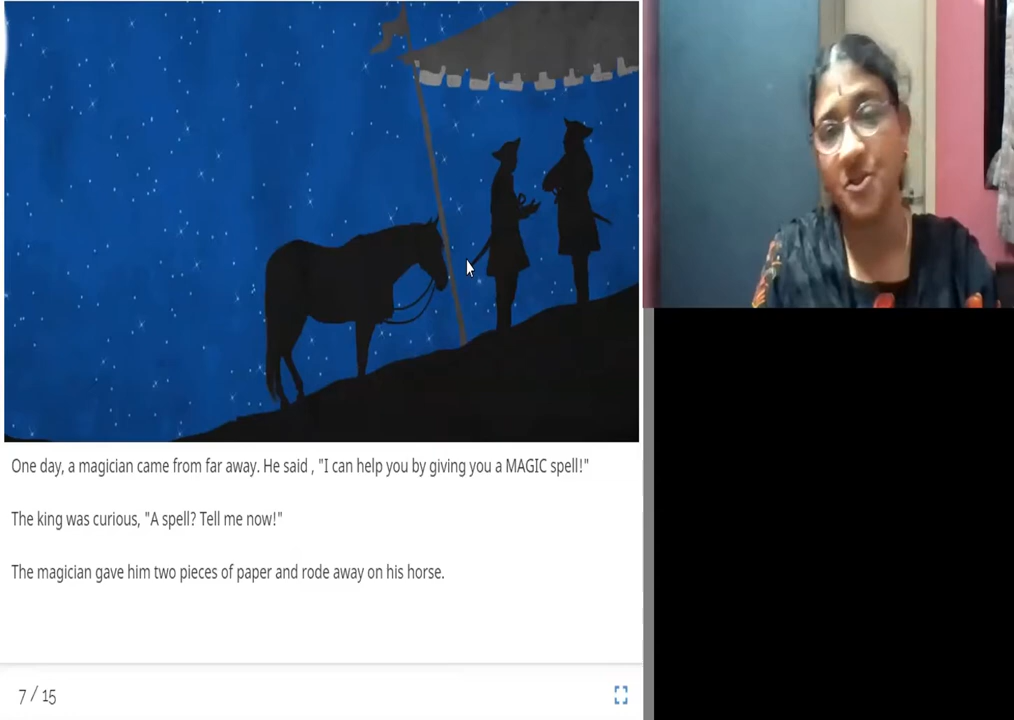 One day, a magician came from far away. He said , "I can help you by giving you a MAGIC spell!"
The king was curious, "A spell? Tell me now!"
The magician gave him two pieces of paper and rode away on his horse.
7 / 15